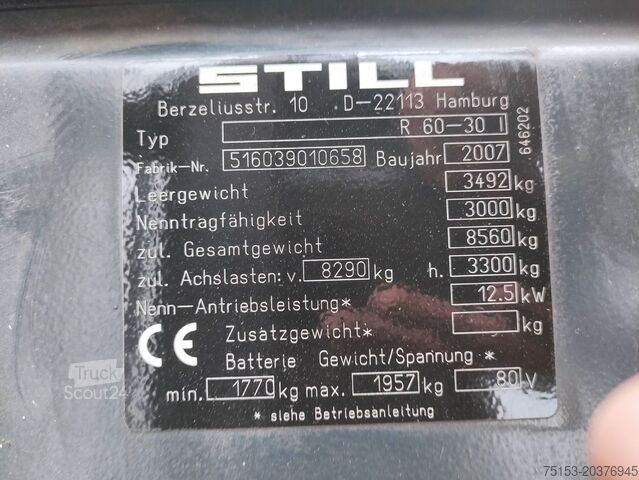 STILL
Berzeliusstr. 10 D-22113 Hamburg
Typ R 60-30 I
646202
Fabrik-Nr. 516039010658 Baujahr 2007
Leergewicht 3492 kg
Nenntragfähigkeit 3000 kg
zul. Gesamtgewicht 8560 kg
zul. Achslasten: v. 8290 kg h. 3300 kg
Nenn-Antriebsleistung* 12.5 kW
Zusatzgewicht* kg
CE
Batterie Gewicht/Spannung *
min. 1770 kg max. 1957 kg 80 V
* siehe Betriebsanleitung
Truck
Scout24
75153-20376945